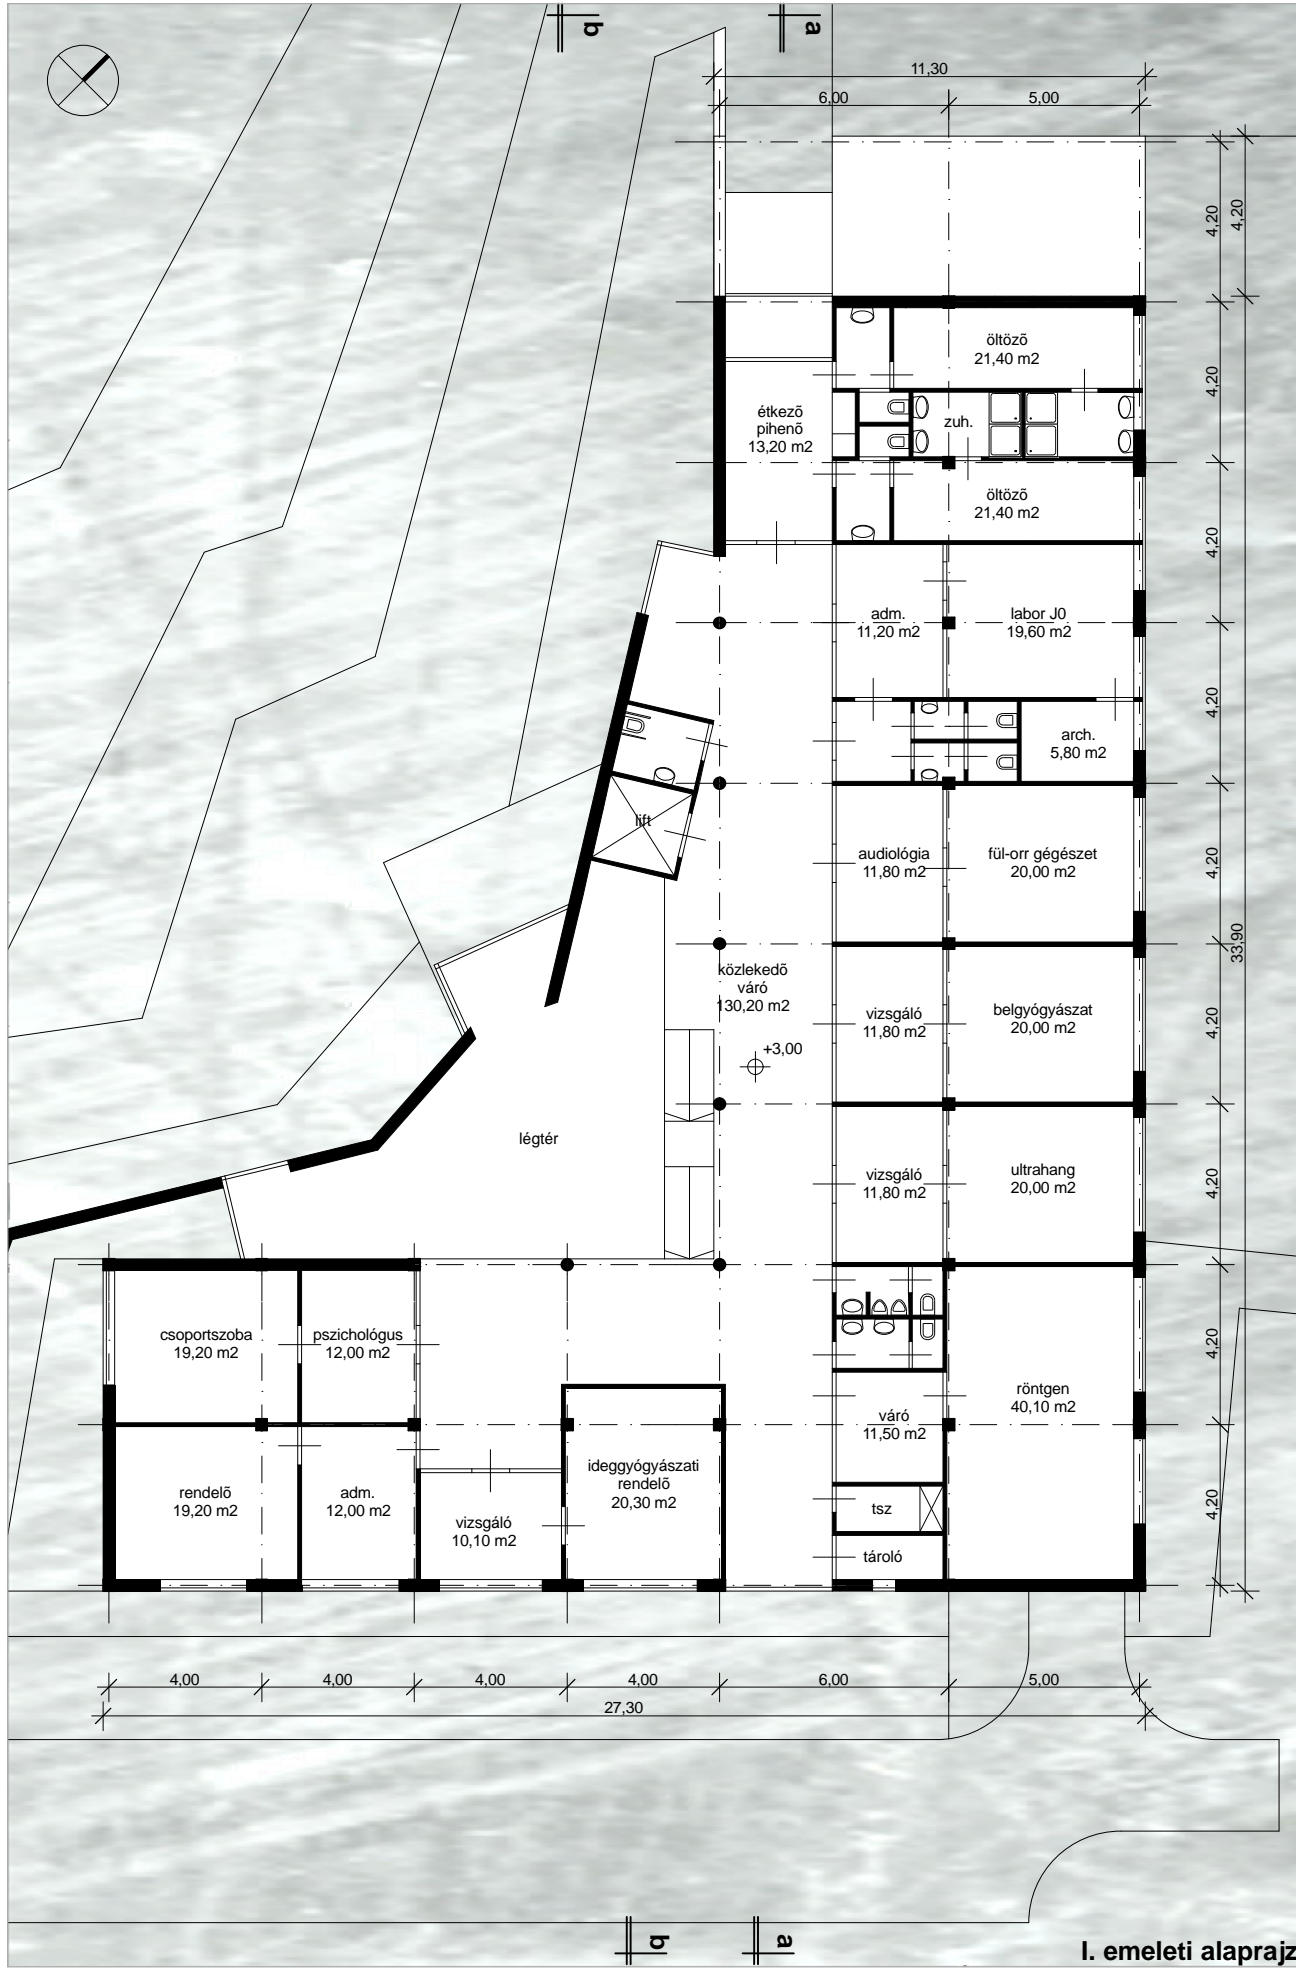 b
a
11,30
6,00
5,00
4,20
4,20
öltözõ
21,40 m2
4,20
étkezõ
pihenõ
13,20 m2
zuh.
öltözõ
21,40 m2
4,20
adm.
11,20 m2
labor J0
19,60 m2
4,20
arch.
5,80 m2
lift
audiológia
11,80 m2
fül-orr gégészet
20,00 m2
4,20
33,90
közlekedõ
váró
130,20 m2
vizsgáló
11,80 m2
belgyógyászat
20,00 m2
4,20
+3,00
légtér
vizsgáló
11,80 m2
ultrahang
20,00 m2
4,20
csoportszoba
19,20 m2
pszichológus
12,00 m2
4,20
röntgen
40,10 m2
váró
11,50 m2
ideggyógyászati
rendelõ
20,30 m2
rendelõ
19,20 m2
adm.
12,00 m2
vizsgáló
10,10 m2
tsz
4,20
tároló
4,00
4,00
4,00
4,00
6,00
5,00
27,30
b
a
I. emeleti alaprajz